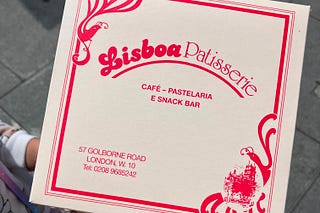 Lisboa Patisserie
CAFÉ - PASTELARIA
E SNACK BAR
57 GOLBORNE ROAD
LONDON, W. 10
Tel: 0208 9685242